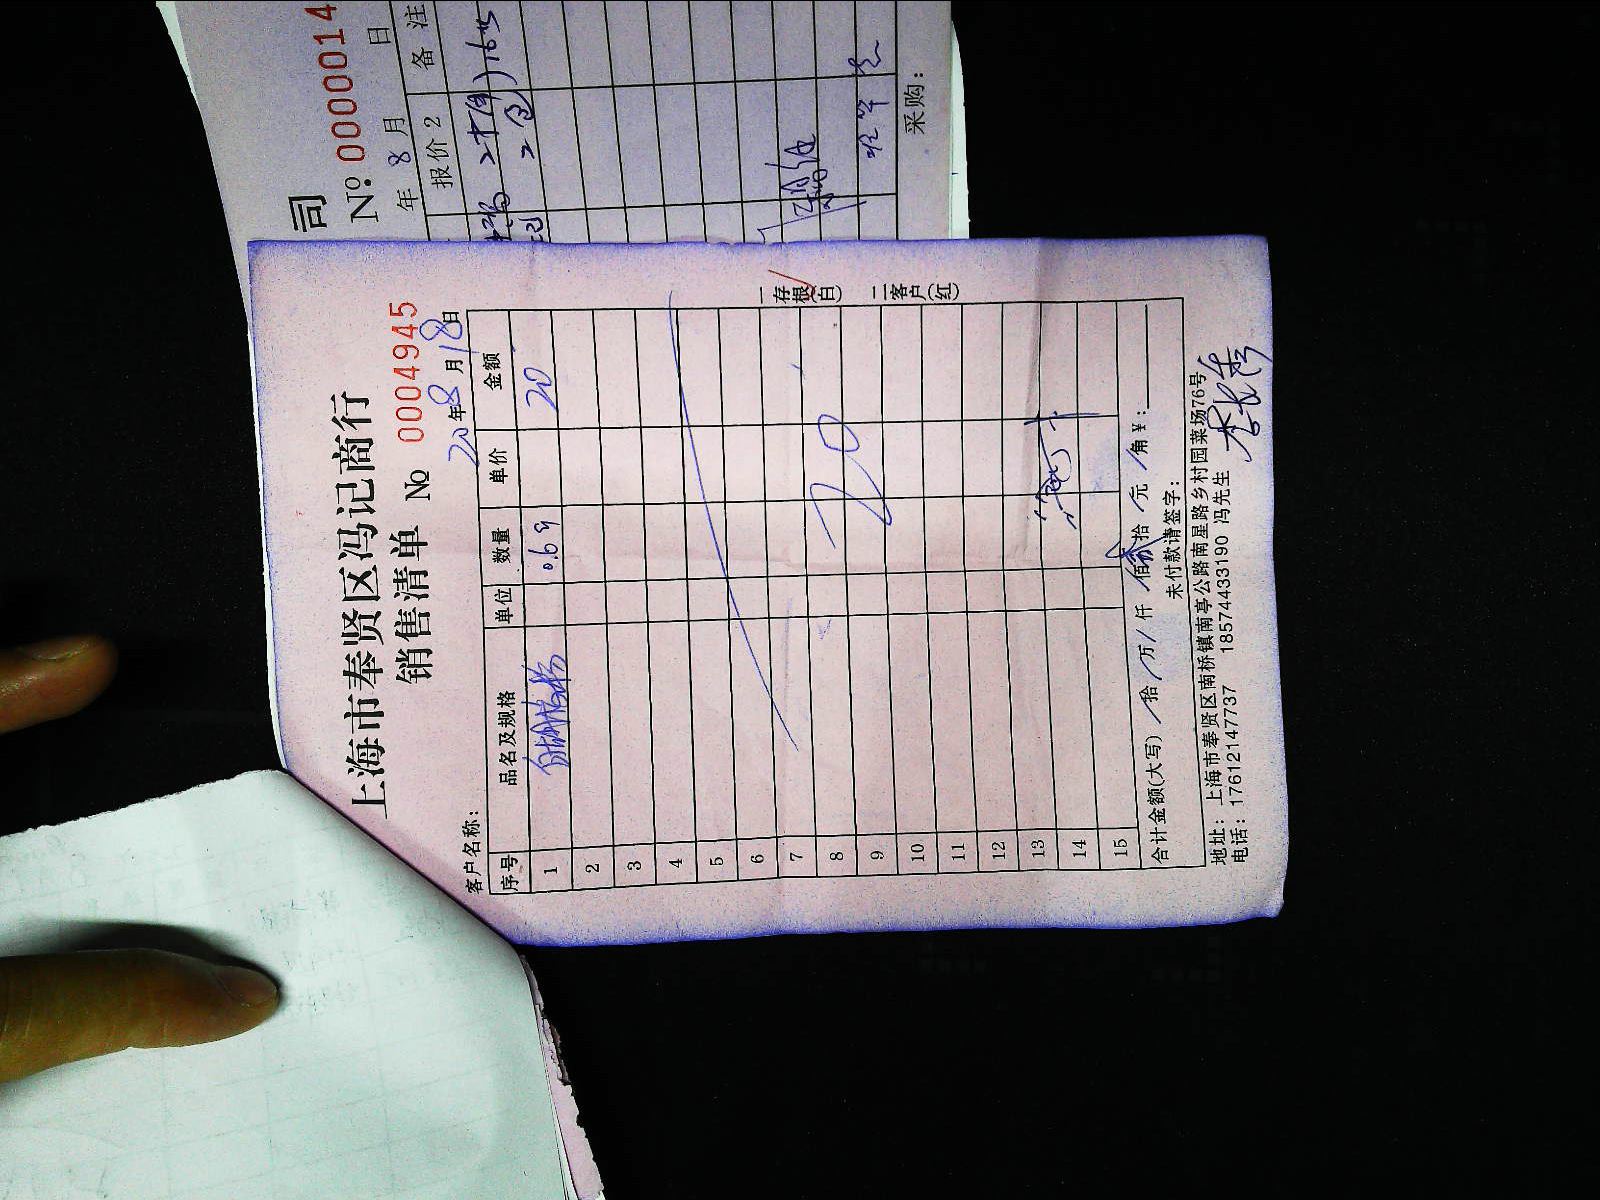 司
№: 0000014
年 8 月 日
报价2 备注
采购:
上海市奉贤区冯记商行
销售清单 № 0004945
客户名称: 20年8月18日
序号 品名及规格 单位 数量 单价 金额
1 白胡椒粉 20
2
3
4
5
6
7
8 20
9
10
11
12
13
14
15
合计金额(大写) 拾 万 仟 佰 拾 元 角 ¥:
未付款请签字:
地址: 上海市奉贤区南桥镇南亭公路南星路乡村园菜场76号
电话: 17612147737 18574433190 冯先生
一存根(白) 二客户(红)